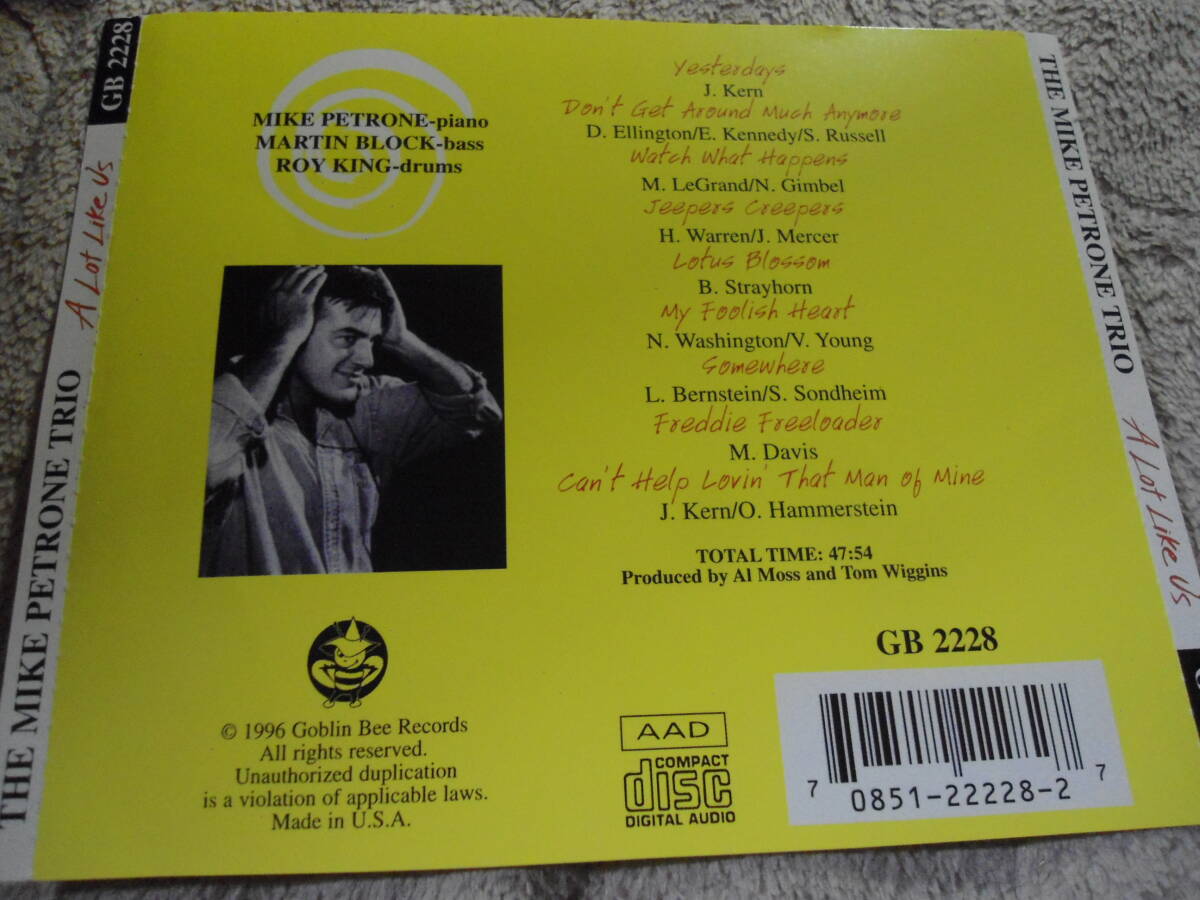 GB 2228
A Lot Like Us
THE MIKE PETRONE TRIO
MIKE PETRONE-piano
MARTIN BLOCK-bass
ROY KING-drums
Yesterdays
J. Kern
Don't Get Around Much Anymore
D. Ellington/E. Kennedy/S. Russell
Watch What Happens
M. LeGrand/N. Gimbel
Jeepers Creepers
H. Warren/J. Mercer
Lotus Blossom
B. Strayhorn
My Foolish Heart
N. Washington/V. Young
Somewhere
L. Bernstein/S. Sondheim
Freddie Freeloader
M. Davis
Can't Help Lovin' That Man of Mine
J. Kern/O. Hammerstein
TOTAL TIME: 47:54
Produced by Al Moss and Tom Wiggins
GB 2228
© 1996 Goblin Bee Records
All rights reserved.
Unauthorized duplication
is a violation of applicable laws.
Made in U.S.A.
AAD
COMPACT
disc
DIGITAL AUDIO
7 0851-22228-2 7
THE MIKE PETRONE TRIO
A Lot Like Us